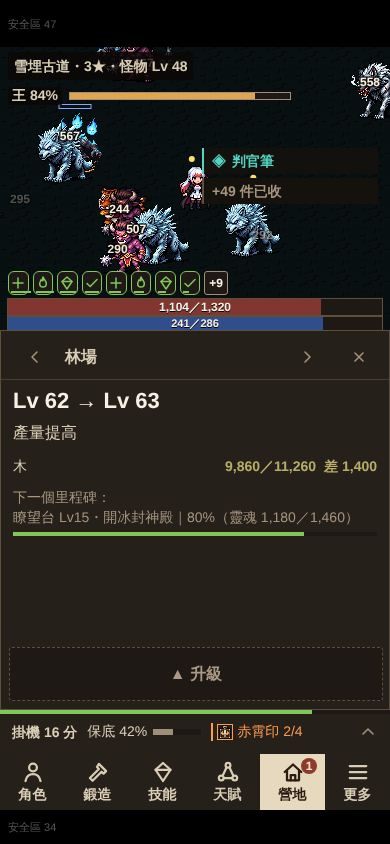 安全區 47
雪埋古道・3★・怪物 Lv 48
王 84%
558
567
判官筆
+49 件已收
295
244
507
290
+9
1,104／1,320
241／286
林場
Lv 62 → Lv 63
產量提高
木 9,860／11,260 差 1,400
下一個里程碑：
瞭望台 Lv15・開冰封神殿｜80%（靈魂 1,180／1,460）
▲ 升級
掛機 16 分 保底 42% 赤霄印 2/4
角色 鍛造 技能 天賦 營地 1 更多
安全區 34